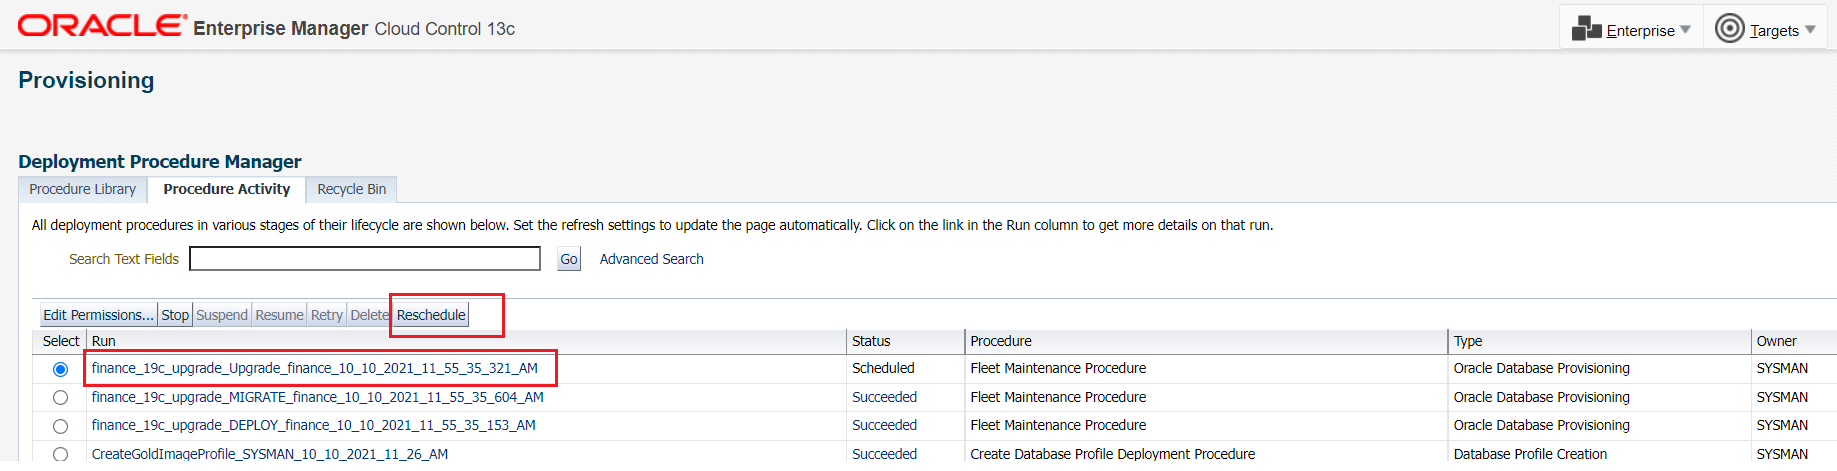 ORACLE Enterprise Manager Cloud Control 13c Enterprise Targets
Provisioning
Deployment Procedure Manager
Procedure Library Procedure Activity Recycle Bin
All deployment procedures in various stages of their lifecycle are shown below. Set the refresh settings to update the page automatically. Click on the link in the Run column to get more details on that run.
Search Text Fields Go Advanced Search
Edit Permissions... Stop Suspend Resume Retry Delete Reschedule
Select Run Status Procedure Type Owner
finance_19c_upgrade_Upgrade_finance_10_10_2021_11_55_35_321_AM Scheduled Fleet Maintenance Procedure Oracle Database Provisioning SYSMAN
finance_19c_upgrade_MIGRATE_finance_10_10_2021_11_55_35_604_AM Succeeded Fleet Maintenance Procedure Oracle Database Provisioning SYSMAN
finance_19c_upgrade_DEPLOY_finance_10_10_2021_11_55_35_153_AM Succeeded Fleet Maintenance Procedure Oracle Database Provisioning SYSMAN
CreateGoldImageProfile_SYSMAN_10_10_2021_11_26_AM Succeeded Create Database Profile Deployment Procedure Database Profile Creation SYSMAN